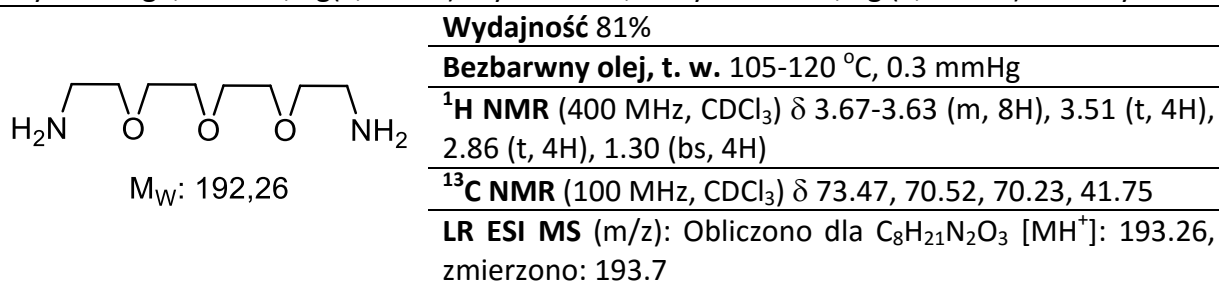 Wydajność 81%
Bezbarwny olej, t. w. 105-120 °C, 0.3 mmHg
¹H NMR (400 MHz, CDCl₃) δ 3.67-3.63 (m, 8H), 3.51 (t, 4H),
2.86 (t, 4H), 1.30 (bs, 4H)
¹³C NMR (100 MHz, CDCl₃) δ 73.47, 70.52, 70.23, 41.75
LR ESI MS (m/z): Obliczono dla C₈H₂₁N₂O₃ [MH⁺]: 193.26,
zmierzono: 193.7
H₂N O O O NH₂
M_W: 192,26